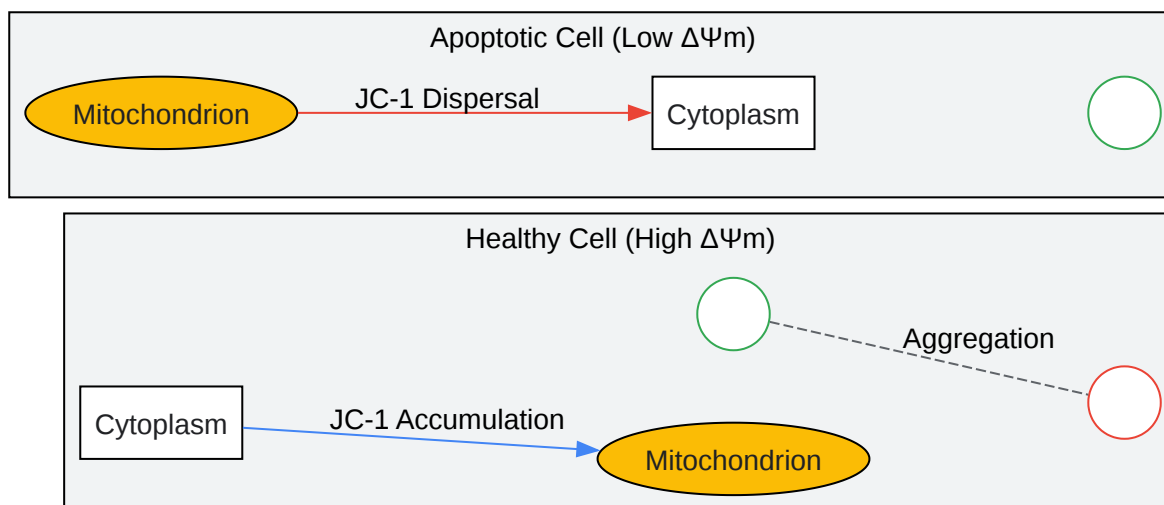 Apoptotic Cell (Low ΔΨm)
Mitochondrion
JC-1 Dispersal
Cytoplasm
Healthy Cell (High ΔΨm)
Aggregation
Cytoplasm
JC-1 Accumulation
Mitochondrion